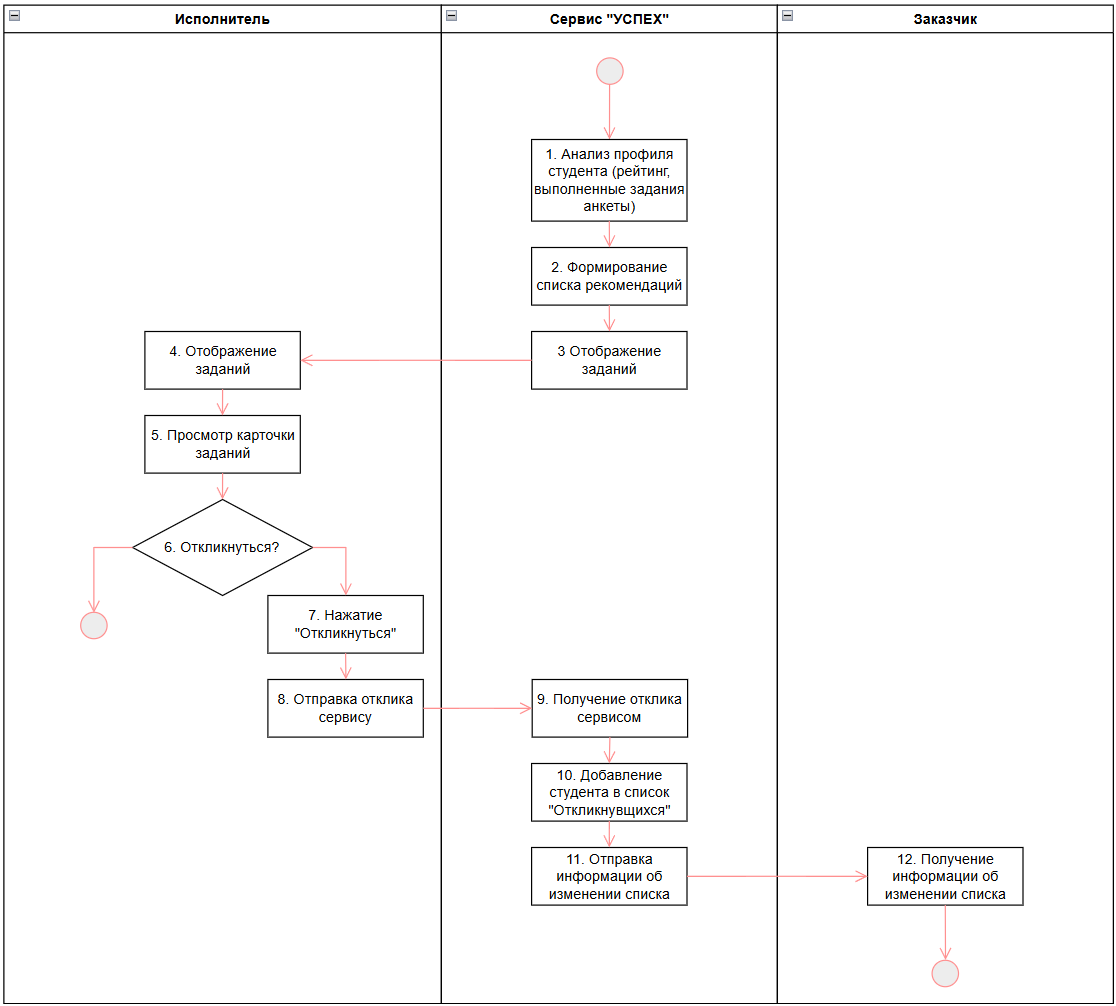 Исполнитель
Сервис "УСПЕХ"
Заказчик
1. Анализ профиля
студента (рейтинг,
выполненные задания
анкеты)
2. Формирование
списка рекомендаций
3 Отображение
заданий
4. Отображение
заданий
5. Просмотр карточки
заданий
6. Откликнуться?
7. Нажатие
"Откликнуться"
8. Отправка отклика
сервису
9. Получение отклика
сервисом
10. Добавление
студента в список
"Откликнувщихся"
11. Отправка
информации об
изменении списка
12. Получение
информации об
изменении списка